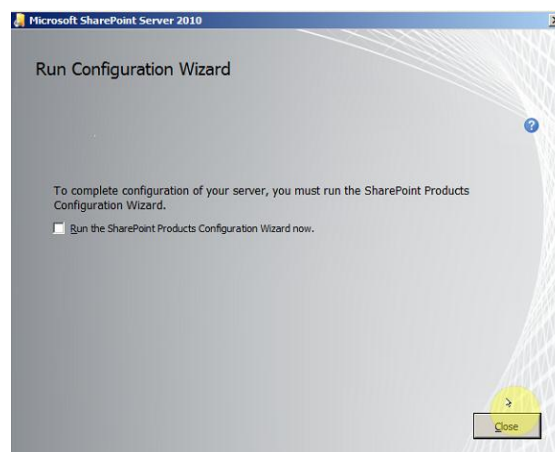 Microsoft SharePoint Server 2010
Run Configuration Wizard
To complete configuration of your server, you must run the SharePoint Products
Configuration Wizard.
Run the SharePoint Products Configuration Wizard now.
Close